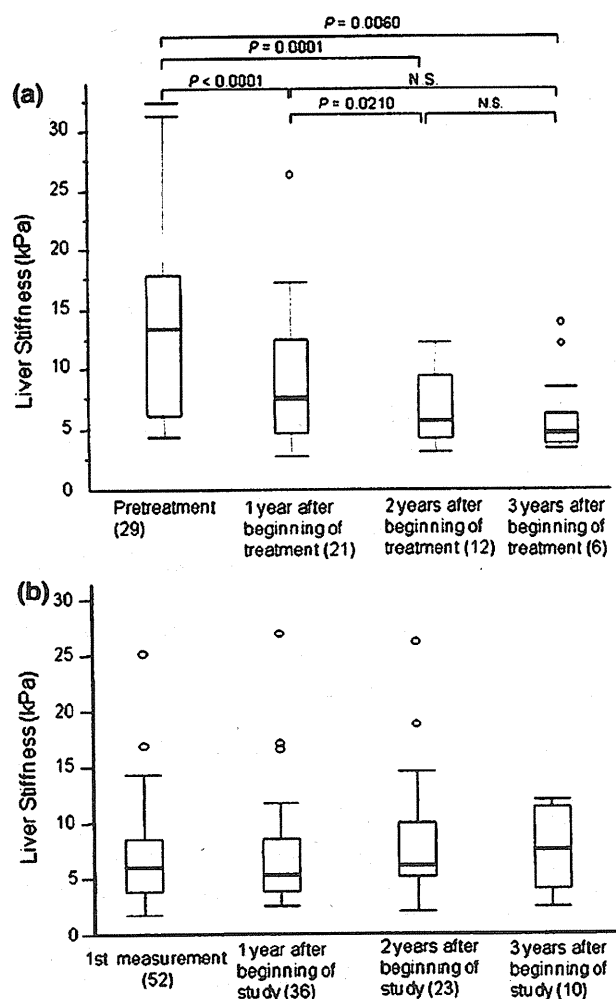 P = 0.0060
P = 0.0001
P < 0.0001
N.S.
P = 0.0210
N.S.
(a)
Liver Stiffness (kPa)
30
25
20
15
10
5
0
Pretreatment
(29)
1 year after
beginning of
treatment (21)
2 years after
beginning of
treatment (12)
3 years after
beginning of
treatment (6)
(b)
Liver Stiffness (kPa)
30
25
20
15
10
5
0
1st measurement
(52)
1 year after
beginning of
study (36)
2 years after
beginning of
study (23)
3 years after
beginning of
study (10)